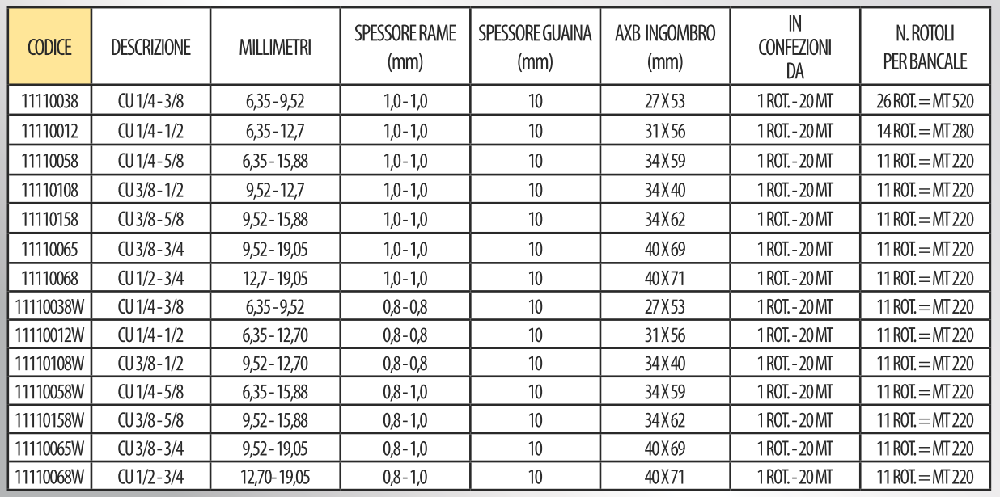 CODICE DESCRIZIONE MILLIMETRI SPESSORE RAME (mm) SPESSORE GUAINA (mm) AXB INGOMBRO (mm) IN CONFEZIONI DA N. ROTOLI PER BANCALE
11110038 CU 1/4 - 3/8 6,35 - 9,52 1,0 - 1,0 10 27 X 53 1 ROT. - 20 MT 26 ROT. = MT 520
11110012 CU 1/4 - 1/2 6,35 - 12,7 1,0 - 1,0 10 31 X 56 1 ROT. - 20 MT 14 ROT. = MT 280
11110058 CU 1/4 - 5/8 6,35 - 15,88 1,0 - 1,0 10 34 X 59 1 ROT. - 20 MT 11 ROT. = MT 220
11110108 CU 3/8 - 1/2 9,52 - 12,7 1,0 - 1,0 10 34 X 40 1 ROT. - 20 MT 11 ROT. = MT 220
11110158 CU 3/8 - 5/8 9,52 - 15,88 1,0 - 1,0 10 34 X 62 1 ROT. - 20 MT 11 ROT. = MT 220
11110065 CU 3/8 - 3/4 9,52 - 19,05 1,0 - 1,0 10 40 X 69 1 ROT. - 20 MT 11 ROT. = MT 220
11110068 CU 1/2 - 3/4 12,7 - 19,05 1,0 - 1,0 10 40 X 71 1 ROT. - 20 MT 11 ROT. = MT 220
11110038W CU 1/4 - 3/8 6,35 - 9,52 0,8 - 0,8 10 27 X 53 1 ROT. - 20 MT 11 ROT. = MT 220
11110012W CU 1/4 - 1/2 6,35 - 12,70 0,8 - 0,8 10 31 X 56 1 ROT. - 20 MT 11 ROT. = MT 220
11110108W CU 3/8 - 1/2 9,52 - 12,70 0,8 - 0,8 10 34 X 40 1 ROT. - 20 MT 11 ROT. = MT 220
11110058W CU 1/4 - 5/8 6,35 - 15,88 0,8 - 1,0 10 34 X 59 1 ROT. - 20 MT 11 ROT. = MT 220
11110158W CU 3/8 - 5/8 9,52 - 15,88 0,8 - 1,0 10 34 X 62 1 ROT. - 20 MT 11 ROT. = MT 220
11110065W CU 3/8 - 3/4 9,52 - 19,05 0,8 - 1,0 10 40 X 69 1 ROT. - 20 MT 11 ROT. = MT 220
11110068W CU 1/2 - 3/4 12,70- 19,05 0,8 - 1,0 10 40 X 71 1 ROT. - 20 MT 11 ROT. = MT 220